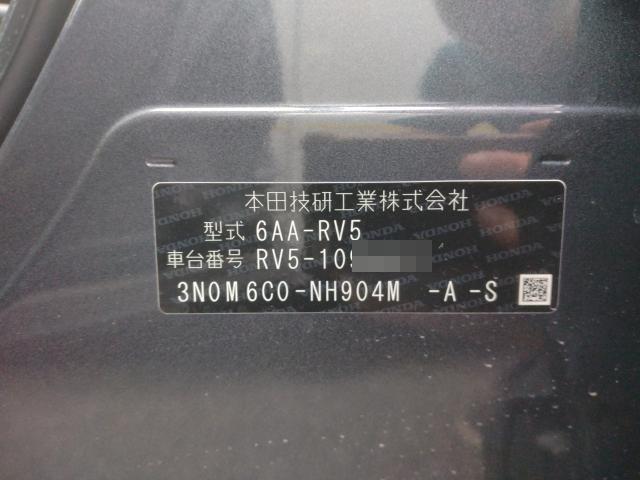 本田技研工業株式会社
型式 6AA-RV5
車台番号 RV5-109
3N0M6C0-NH904M -A -S